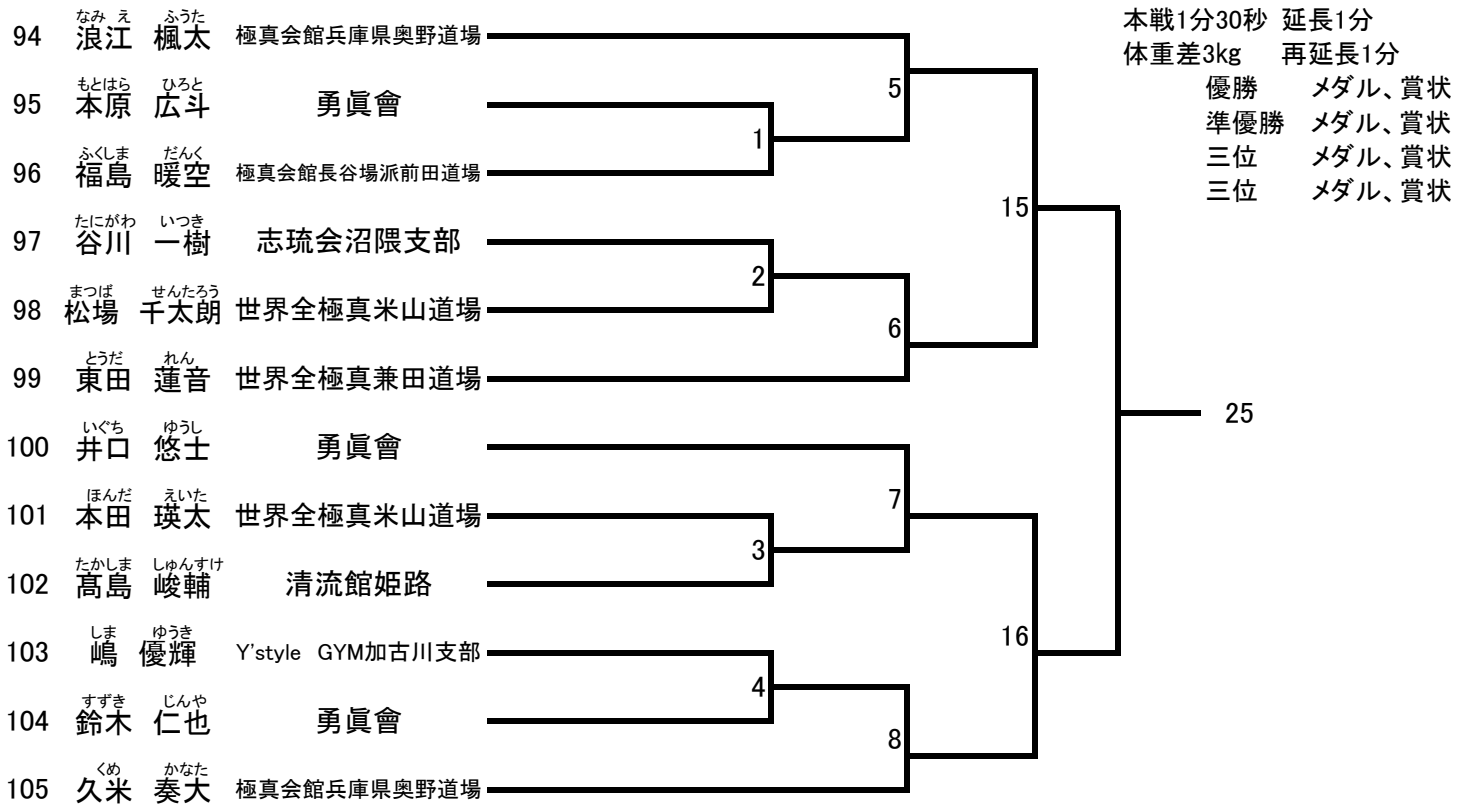 なみ え ふうた
94 浪江 楓太 極真会館兵庫県奥野道場
もとはら ひろと
95 本原 広斗 勇眞會
ふくしま だんく
96 福島 暖空 極真会館長谷場派前田道場
たにがわ いつき
97 谷川 一樹 志琉会沼隈支部
まつば せんたろう
98 松場 千太朗 世界全極真米山道場
とうだ れん
99 東田 蓮音 世界全極真兼田道場
いぐち ゆうし
100 井口 悠士 勇眞會
ほんだ えいた
101 本田 瑛太 世界全極真米山道場
たかしま しゅんすけ
102 髙島 峻輔 清流館姫路
しま ゆうき
103 嶋 優輝 Y'style GYM加古川支部
すずき じんや
104 鈴木 仁也 勇眞會
くめ かなた
105 久米 奏大 極真会館兵庫県奥野道場
1
2
3
4
5
6
7
8
15
16
25
本戦1分30秒 延長1分
体重差3kg 再延長1分
優勝 メダル、賞状
準優勝 メダル、賞状
三位 メダル、賞状
三位 メダル、賞状